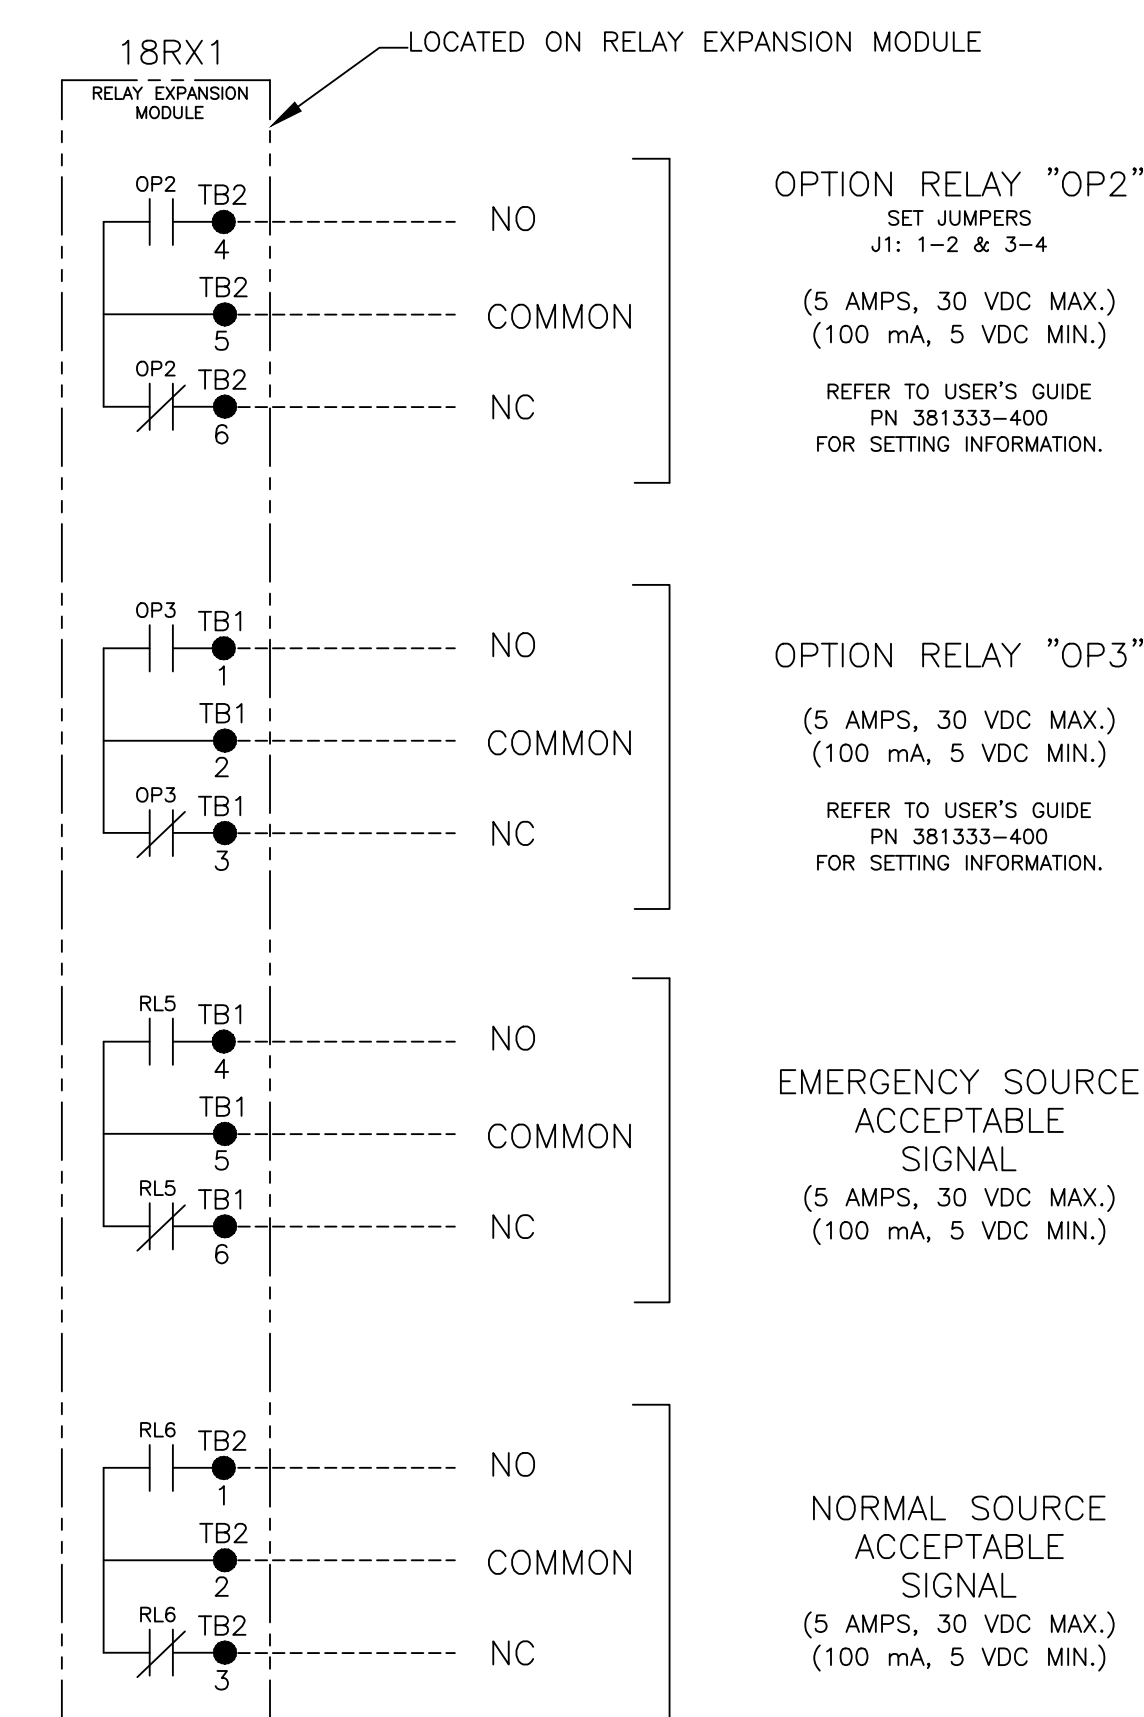 18RX1
LOCATED ON RELAY EXPANSION MODULE
RELAY EXPANSION
MODULE
OP2
TB2
4
NO
TB2
5
COMMON
OP2
TB2
6
NC
OPTION RELAY ”OP2”
SET JUMPERS
J1: 1−2 & 3−4
(5 AMPS, 30 VDC MAX.)
(100 mA, 5 VDC MIN.)
REFER TO USER'S GUIDE
PN 381333−400
FOR SETTING INFORMATION.
OP3
TB1
1
NO
TB1
2
COMMON
OP3
TB1
3
NC
OPTION RELAY ”OP3”
(5 AMPS, 30 VDC MAX.)
(100 mA, 5 VDC MIN.)
REFER TO USER'S GUIDE
PN 381333−400
FOR SETTING INFORMATION.
RL5
TB1
4
NO
TB1
5
COMMON
RL5
TB1
6
NC
EMERGENCY SOURCE
ACCEPTABLE
SIGNAL
(5 AMPS, 30 VDC MAX.)
(100 mA, 5 VDC MIN.)
RL6
TB2
1
NO
TB2
2
COMMON
RL6
TB2
3
NC
NORMAL SOURCE
ACCEPTABLE
SIGNAL
(5 AMPS, 30 VDC MAX.)
(100 mA, 5 VDC MIN.)